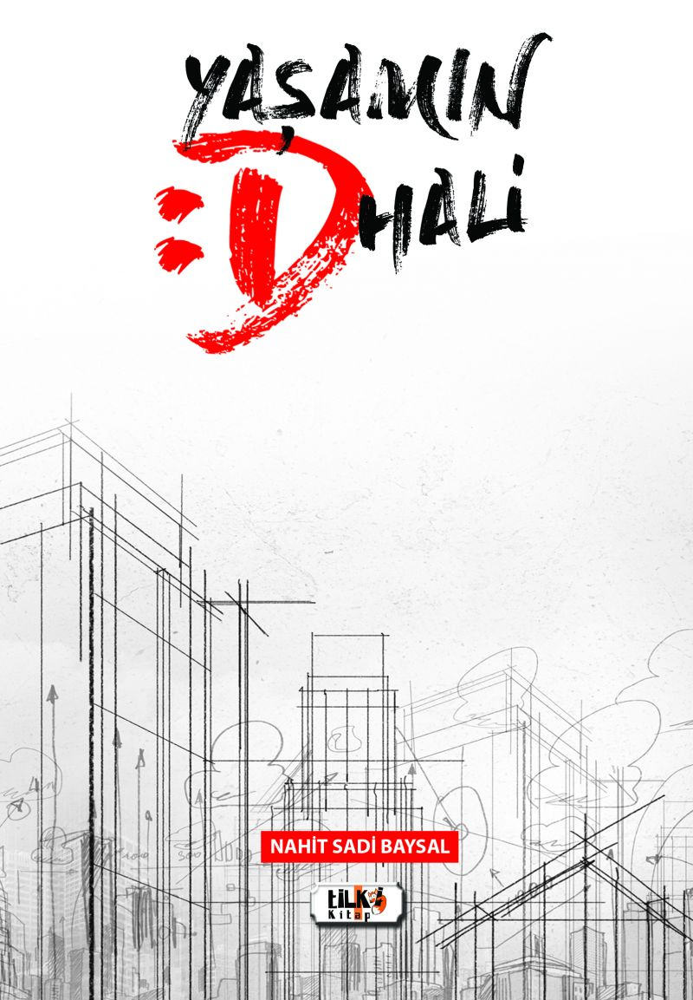 YAŞAMIN
:D HALİ
NAHİT SADİ BAYSAL
tiLKi
Kitap